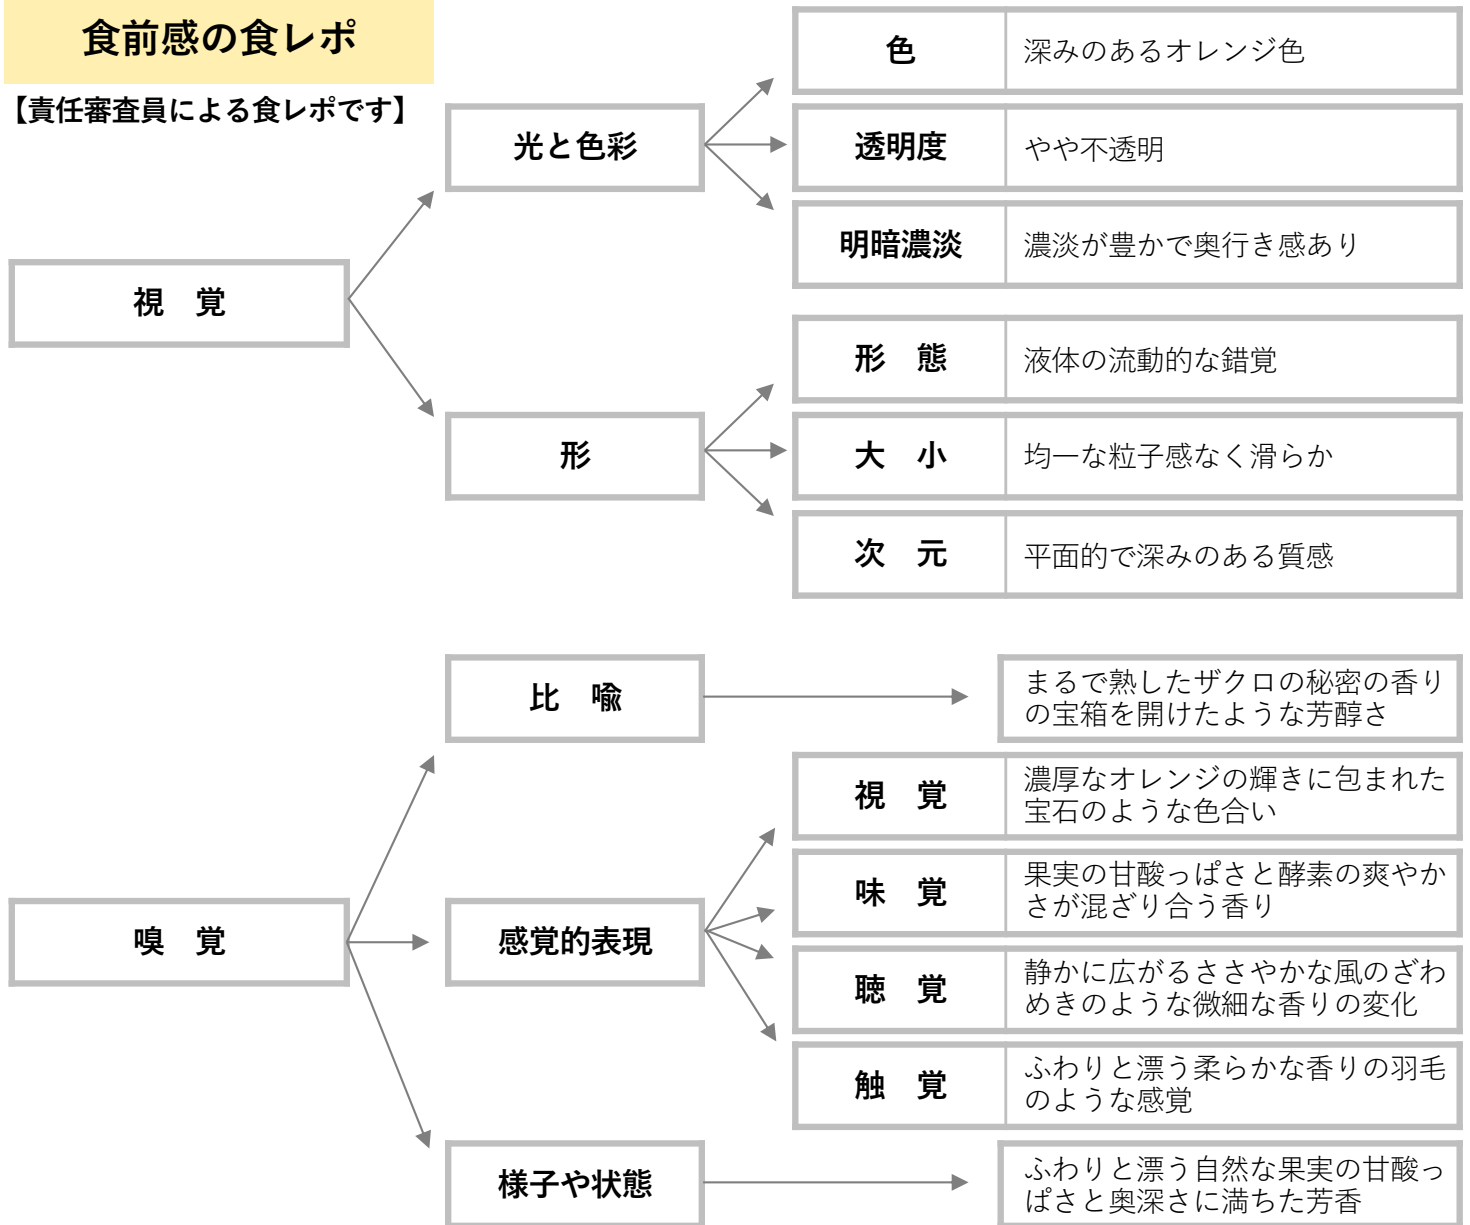 食前感の食レポ
【責任審査員による食レポです】
視　覚
光と色彩
色
深みのあるオレンジ色
透明度
やや不透明
明暗濃淡
濃淡が豊かで奥行き感あり
形
形　態
液体の流動的な錯覚
大　小
均一な粒子感なく滑らか
次　元
平面的で深みのある質感
嗅　覚
比　喩
まるで熟したザクロの秘密の香り
の宝箱を開けたような芳醇さ
感覚的表現
視　覚
濃厚なオレンジの輝きに包まれた
宝石のような色合い
味　覚
果実の甘酸っぱさと酵素の爽やか
さが混ざり合う香り
聴　覚
静かに広がるささやかな風のざわ
めきのような微細な香りの変化
触　覚
ふわりと漂う柔らかな香りの羽毛
のような感覚
様子や状態
ふわりと漂う自然な果実の甘酸っ
ぱさと奥深さに満ちた芳香